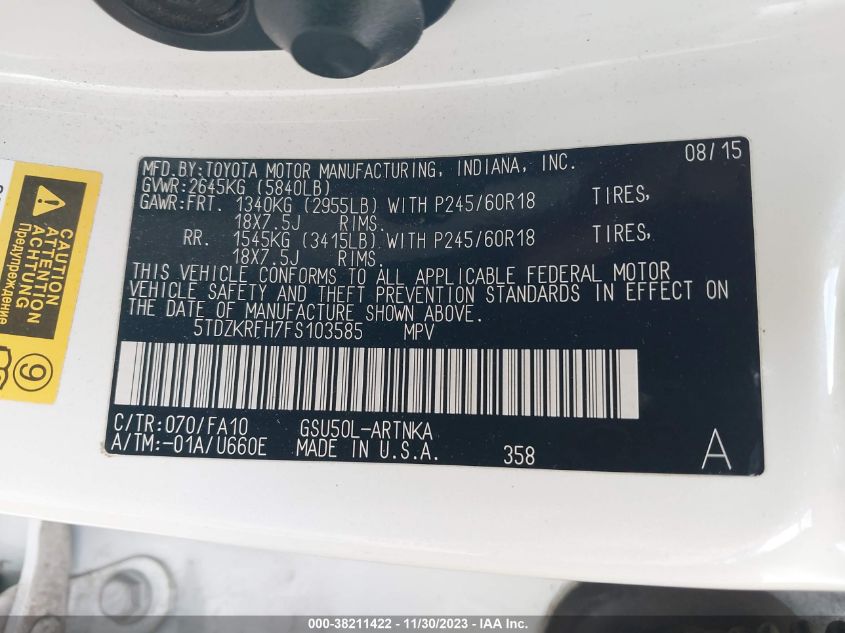 MFD.BY:TOYOTA MOTOR MANUFACTURING, INDIANA, INC. 08/15
GVWR:2645KG (5840LB)
GAWR:FRT. 1340KG (2955LB) WITH P245/60R18 TIRES,
18X7.5J RIMS.
RR. 1545KG (3415LB) WITH P245/60R18 TIRES,
18X7.5J RIMS.
THIS VEHICLE CONFORMS TO ALL APPLICABLE FEDERAL MOTOR
VEHICLE SAFETY AND THEFT PREVENTION STANDARDS IN EFFECT ON
THE DATE OF MANUFACTURE SHOWN ABOVE.
5TDZKRFH7FS103585 MPV
C/TR:070/FA10 GSU50L-ARTNKA
A/TM:-01A/U660E MADE IN U.S.A. 358 A
CAUTION
ATTENTION
ACHTUNG
Предупреждение
9
000-38211422 - 11/30/2023 - IAA Inc.